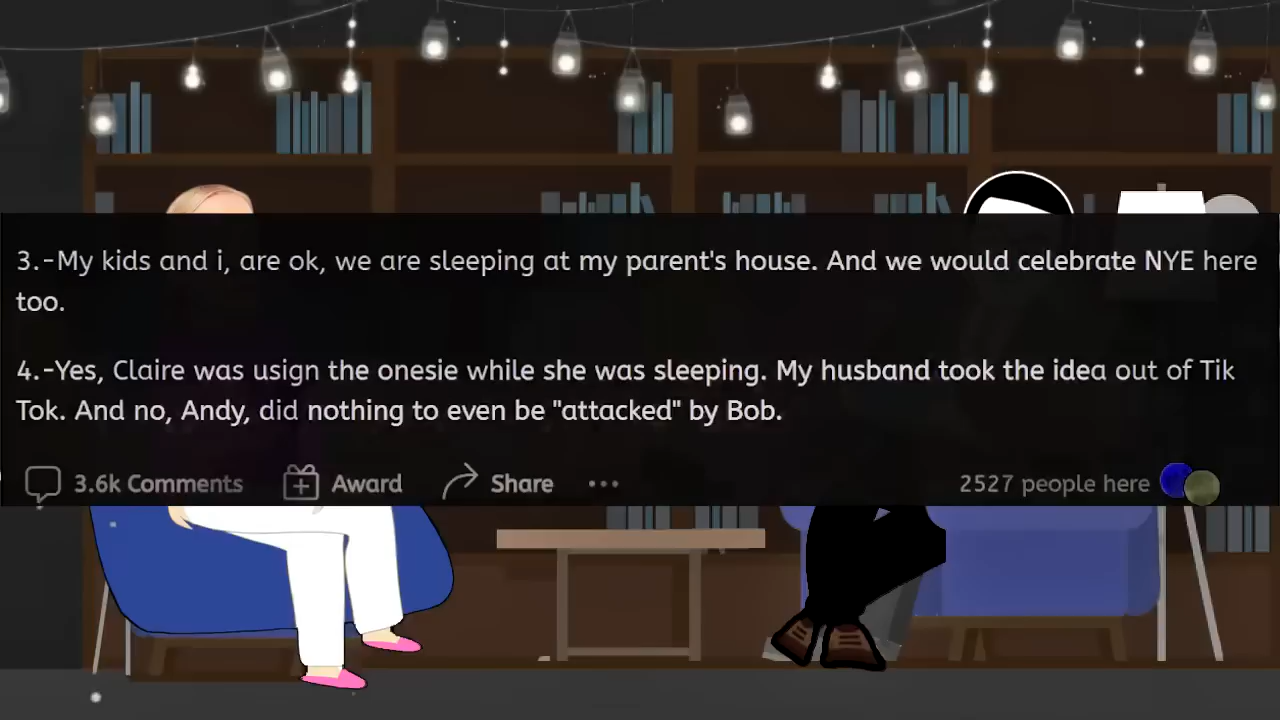 3.-My kids and i, are ok, we are sleeping at my parent's house. And we would celebrate NYE here
too.
4.-Yes, Claire was usign the onesie while she was sleeping. My husband took the idea out of Tik
Tok. And no, Andy, did nothing to even be "attacked" by Bob.
3.6k Comments Award Share ••• 2527 people here